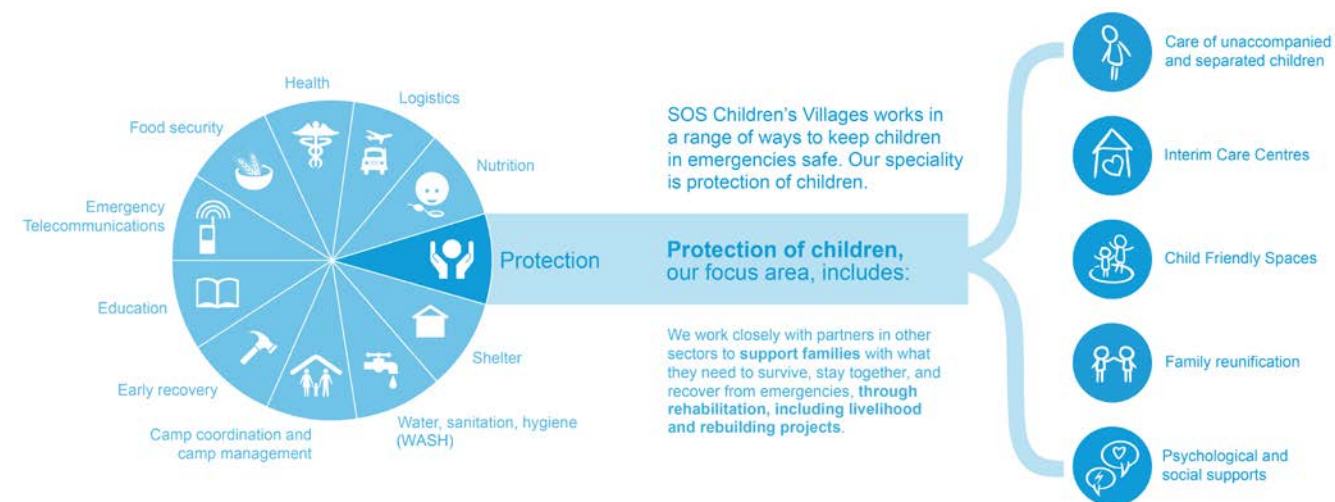 Health
Logistics
Food security
Nutrition
Emergency
Telecommunications
Protection
Education
Shelter
Early recovery
Water, sanitation, hygiene
(WASH)
Camp coordination and
camp management
SOS Children's Villages works in
a range of ways to keep children
in emergencies safe. Our speciality
is protection of children.
Protection of children,
our focus area, includes:
We work closely with partners in other
sectors to support families with what
they need to survive, stay together, and
recover from emergencies, through
rehabilitation, including livelihood
and rebuilding projects.
Care of unaccompanied
and separated children
Interim Care Centres
Child Friendly Spaces
Family reunification
Psychological and
social supports